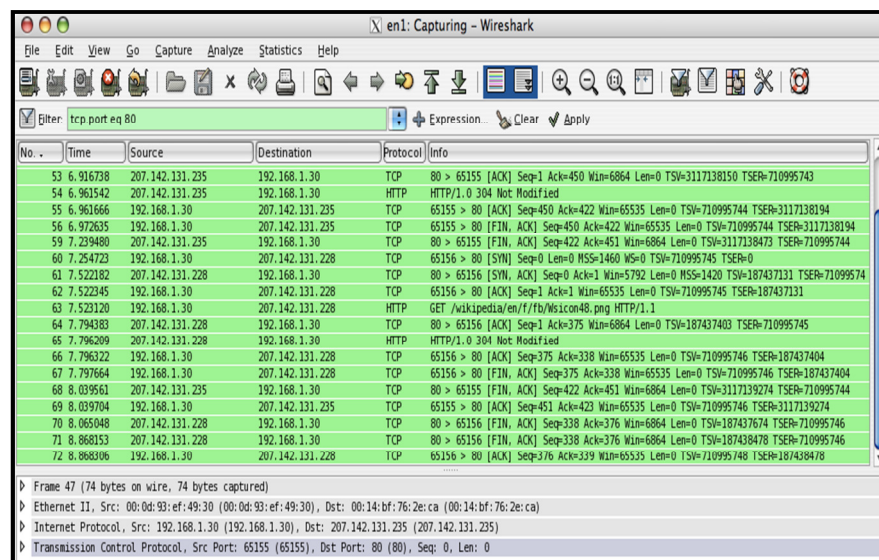 en1: Capturing – Wireshark
File Edit View Go Capture Analyze Statistics Help
Filter: tcp.port eq 80 Expression... Clear Apply
No. . Time Source Destination Protocol Info
53 6.916738 207.142.131.235 192.168.1.30 TCP 80 > 65155 [ACK] Seq=1 Ack=450 Win=6864 Len=0 TSV=3117138150 TSER=710995743
54 6.961542 207.142.131.235 192.168.1.30 HTTP HTTP/1.0 304 Not Modified
55 6.961666 192.168.1.30 207.142.131.235 TCP 65155 > 80 [ACK] Seq=450 Ack=422 Win=65535 Len=0 TSV=710995744 TSER=3117138194
56 6.972635 192.168.1.30 207.142.131.235 TCP 65155 > 80 [FIN, ACK] Seq=450 Ack=422 Win=65535 Len=0 TSV=710995744 TSER=3117138194
59 7.239480 207.142.131.235 192.168.1.30 TCP 80 > 65155 [FIN, ACK] Seq=422 Ack=451 Win=6864 Len=0 TSV=3117138473 TSER=710995744
60 7.254723 192.168.1.30 207.142.131.228 TCP 65156 > 80 [SYN] Seq=0 Len=0 MSS=1460 WS=0 TSV=710995745 TSER=0
61 7.522182 207.142.131.228 192.168.1.30 TCP 80 > 65156 [SYN, ACK] Seq=0 Ack=1 Win=5792 Len=0 MSS=1420 TSV=187437131 TSER=71099574
62 7.522345 192.168.1.30 207.142.131.228 TCP 65156 > 80 [ACK] Seq=1 Ack=1 Win=65535 Len=0 TSV=710995745 TSER=187437131
63 7.523120 192.168.1.30 207.142.131.228 HTTP GET /wikipedia/en/f/fb/Wsicon48.png HTTP/1.1
64 7.794383 207.142.131.228 192.168.1.30 TCP 80 > 65156 [ACK] Seq=1 Ack=375 Win=6864 Len=0 TSV=187437403 TSER=710995745
65 7.796209 207.142.131.228 192.168.1.30 HTTP HTTP/1.0 304 Not Modified
66 7.796322 192.168.1.30 207.142.131.228 TCP 65156 > 80 [ACK] Seq=375 Ack=338 Win=65535 Len=0 TSV=710995746 TSER=187437404
67 7.797664 192.168.1.30 207.142.131.228 TCP 65156 > 80 [FIN, ACK] Seq=375 Ack=338 Win=65535 Len=0 TSV=710995746 TSER=187437404
68 8.039561 207.142.131.235 192.168.1.30 TCP 80 > 65155 [FIN, ACK] Seq=422 Ack=451 Win=6864 Len=0 TSV=3117139274 TSER=710995744
69 8.039704 192.168.1.30 207.142.131.235 TCP 65155 > 80 [ACK] Seq=451 Ack=423 Win=65535 Len=0 TSV=710995746 TSER=3117139274
70 8.065048 207.142.131.228 192.168.1.30 TCP 80 > 65156 [FIN, ACK] Seq=338 Ack=376 Win=6864 Len=0 TSV=187437674 TSER=710995746
71 8.868153 207.142.131.228 192.168.1.30 TCP 80 > 65156 [FIN, ACK] Seq=338 Ack=376 Win=6864 Len=0 TSV=187438478 TSER=710995746
72 8.868306 192.168.1.30 207.142.131.228 TCP 65156 > 80 [ACK] Seq=376 Ack=339 Win=65535 Len=0 TSV=710995748 TSER=187438478
Frame 47 (74 bytes on wire, 74 bytes captured)
Ethernet II, Src: 00:0d:93:ef:49:30 (00:0d:93:ef:49:30), Dst: 00:14:bf:76:2e:ca (00:14:bf:76:2e:ca)
Internet Protocol, Src: 192.168.1.30 (192.168.1.30), Dst: 207.142.131.235 (207.142.131.235)
Transmission Control Protocol, Src Port: 65155 (65155), Dst Port: 80 (80), Seq: 0, Len: 0